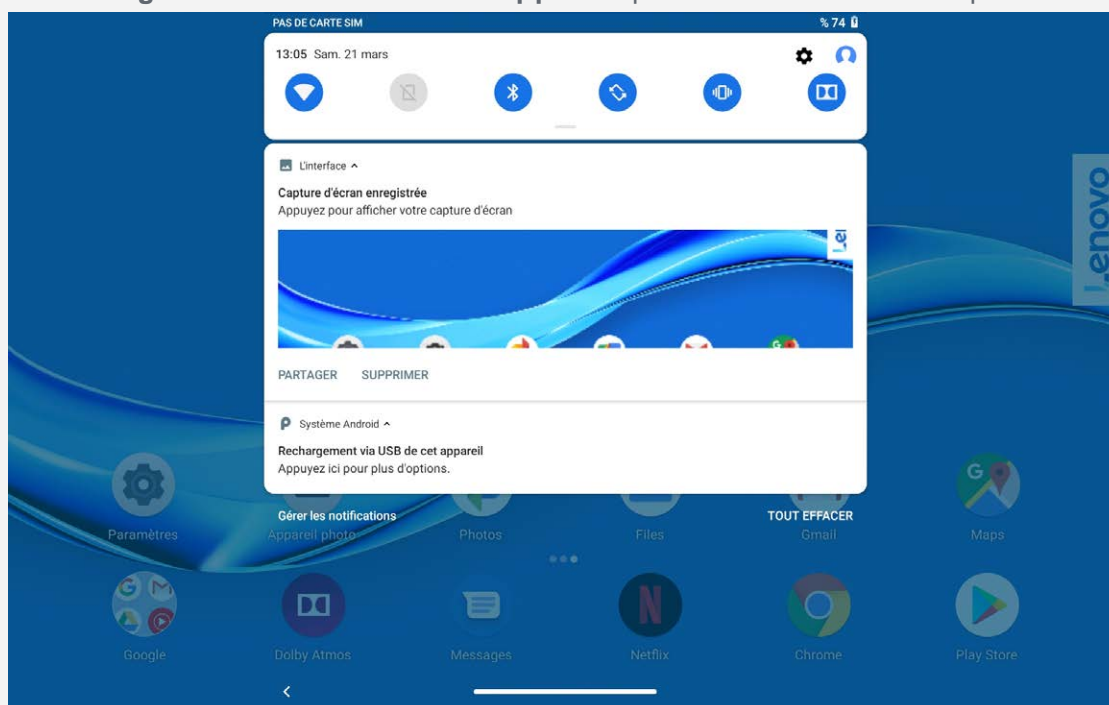 PAS DE CARTE SIM
% 74
13:05 Sam. 21 mars
L'interface
Capture d'écran enregistrée
Appuyez pour afficher votre capture d'écran
PARTAGER SUPPRIMER
Système Android
Rechargement via USB de cet appareil
Appuyez ici pour plus d'options.
Gérer les notifications
TOUT EFFACER
Paramètres
Appareil photo
Photos
Files
Gmail
Maps
Google
Dolby Atmos
Messages
Netflix
Chrome
Play Store
Lenovo